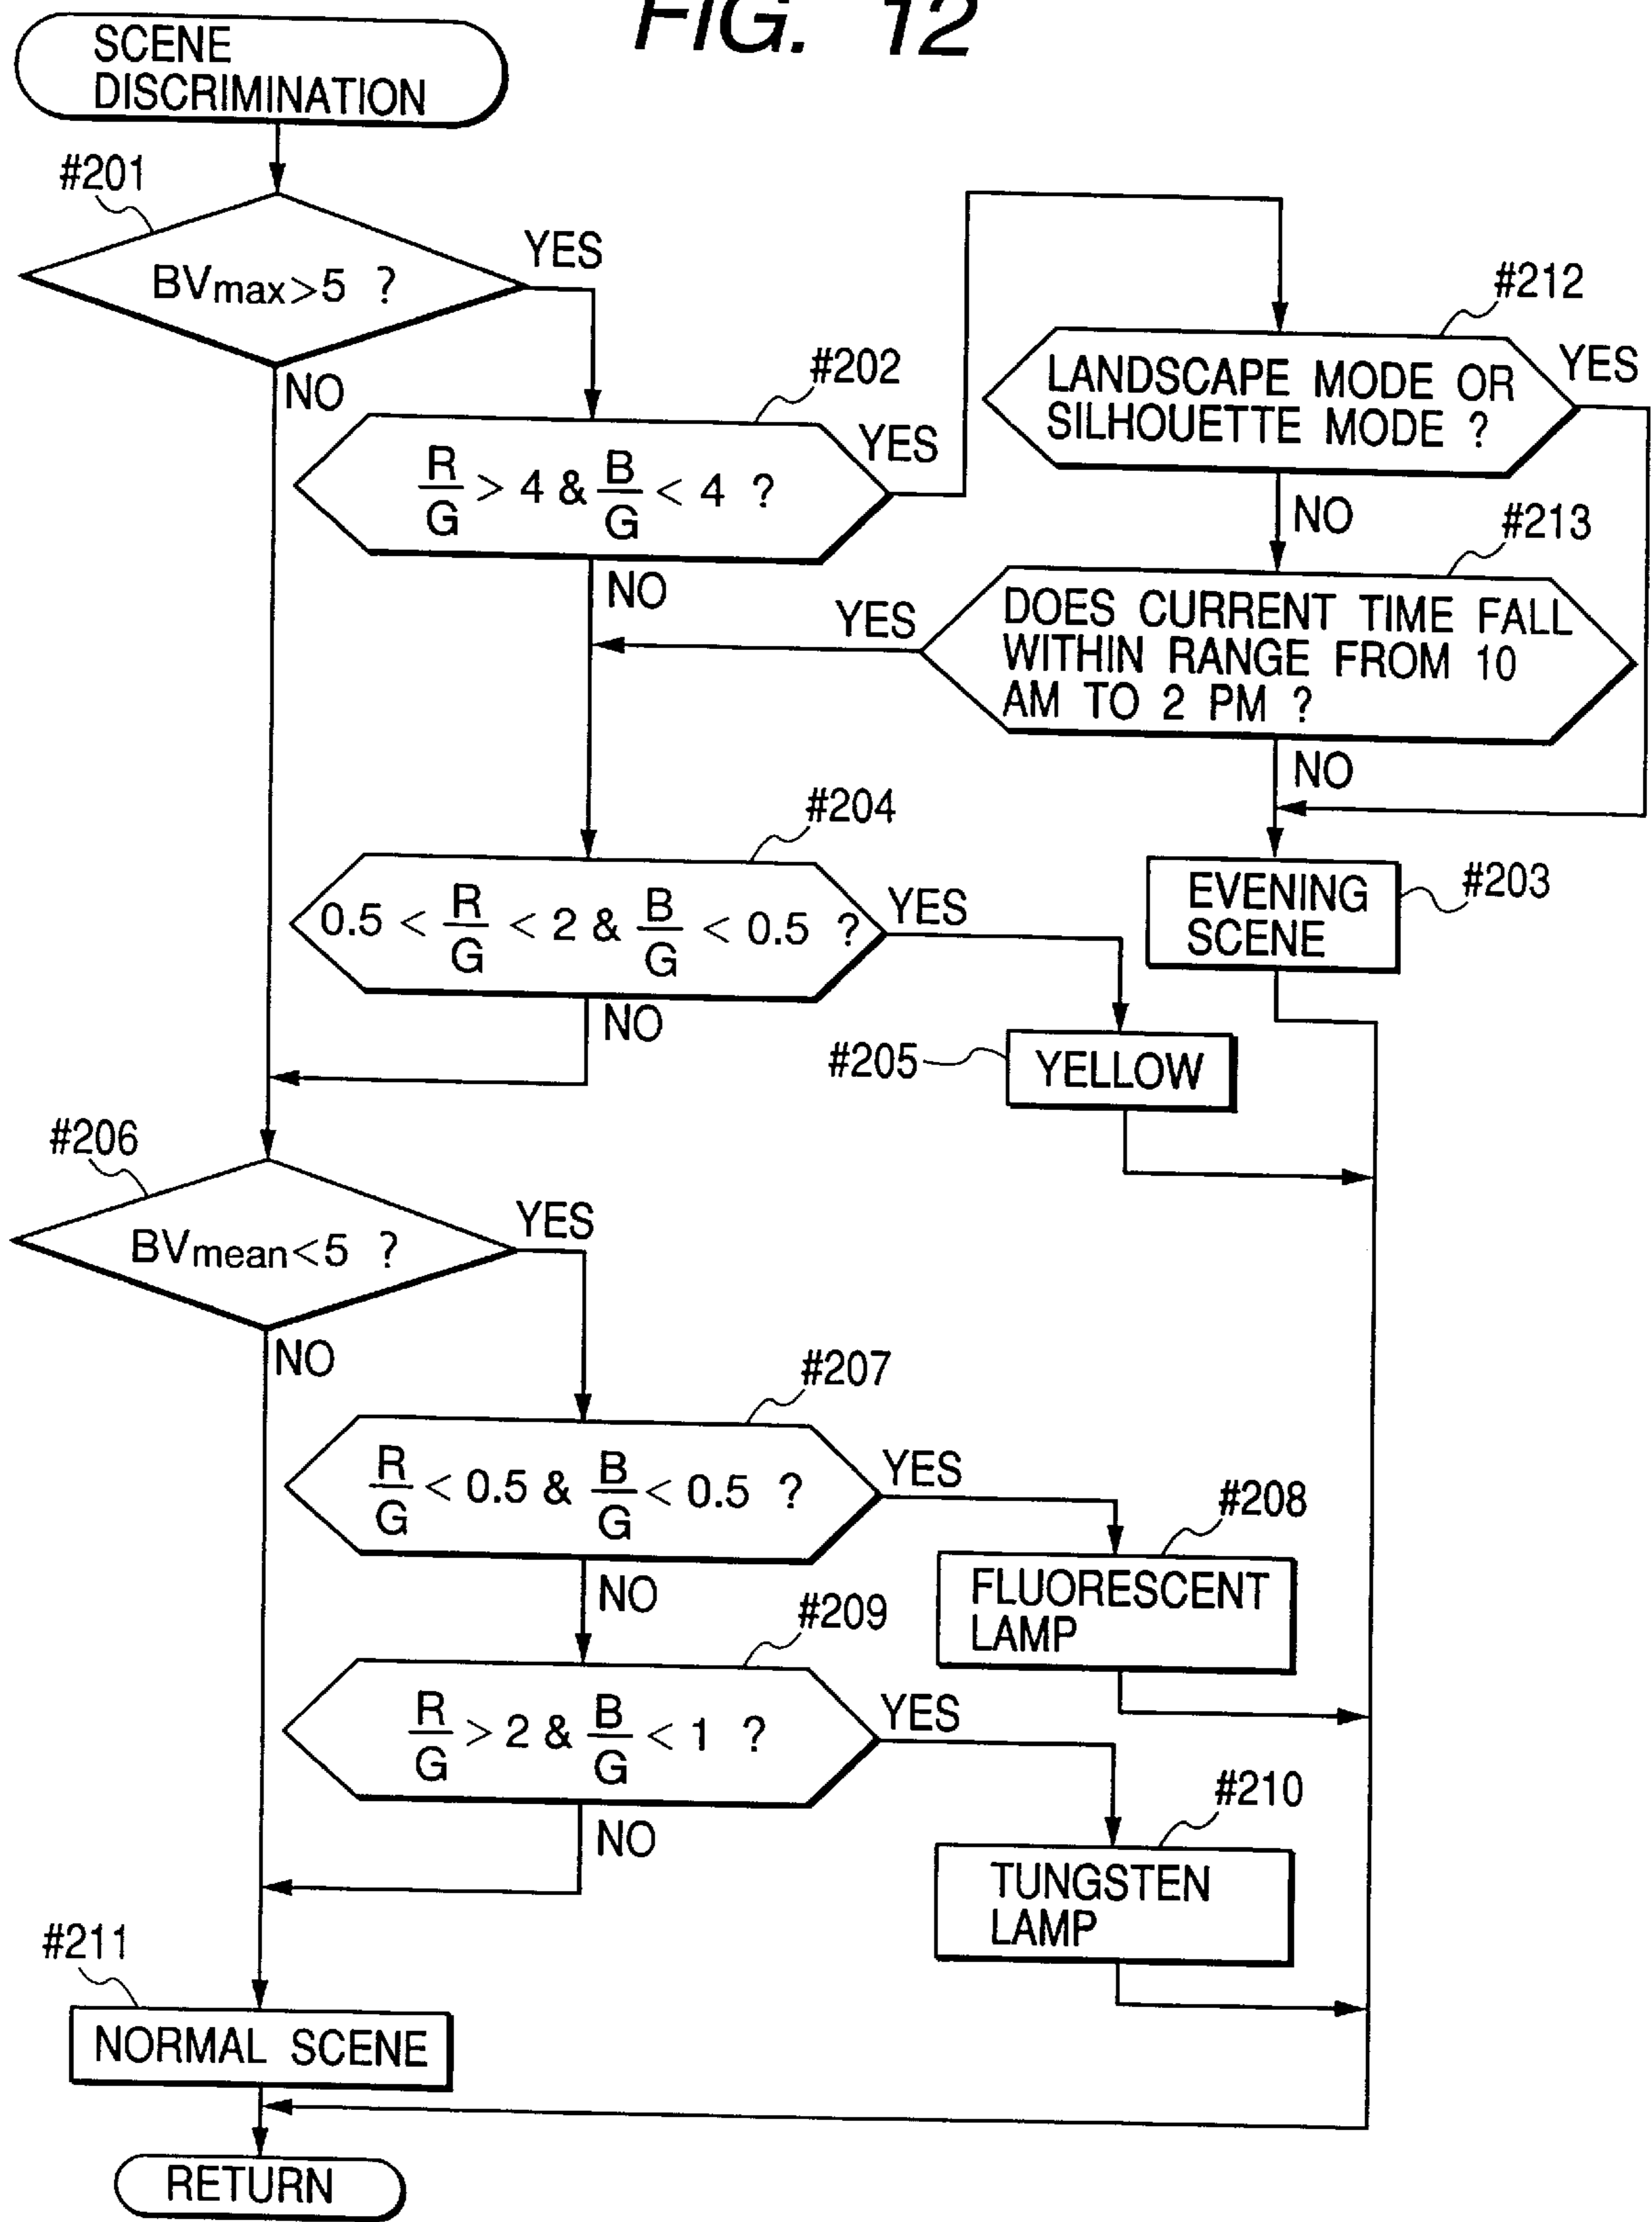 FIG. 12
SCENE
DISCRIMINATION
#201
BVmax>5 ?
YES
NO
#202
R/G > 4 & B/G < 4 ?
YES
NO
#212
LANDSCAPE MODE OR
SILHOUETTE MODE ?
YES
NO
#213
DOES CURRENT TIME FALL
WITHIN RANGE FROM 10
AM TO 2 PM ?
YES
NO
#204
0.5 < R/G < 2 & B/G < 0.5 ?
YES
NO
#203
EVENING
SCENE
#205
YELLOW
#206
BVmean<5 ?
YES
NO
#207
R/G < 0.5 & B/G < 0.5 ?
YES
NO
#208
FLUORESCENT
LAMP
#209
R/G > 2 & B/G < 1 ?
YES
NO
#210
TUNGSTEN
LAMP
#211
NORMAL SCENE
RETURN